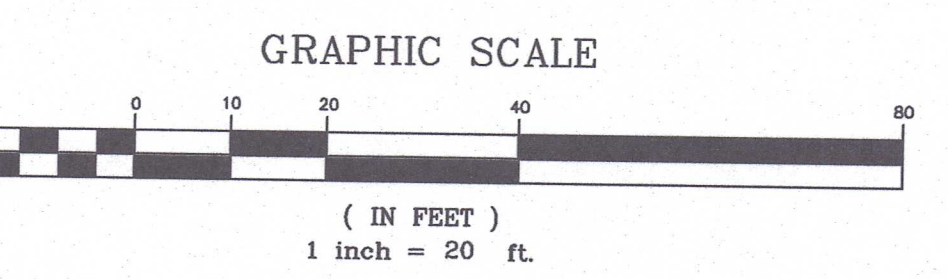 GRAPHIC SCALE
0 10 20 40 80
( IN FEET )
1 inch = 20 ft.